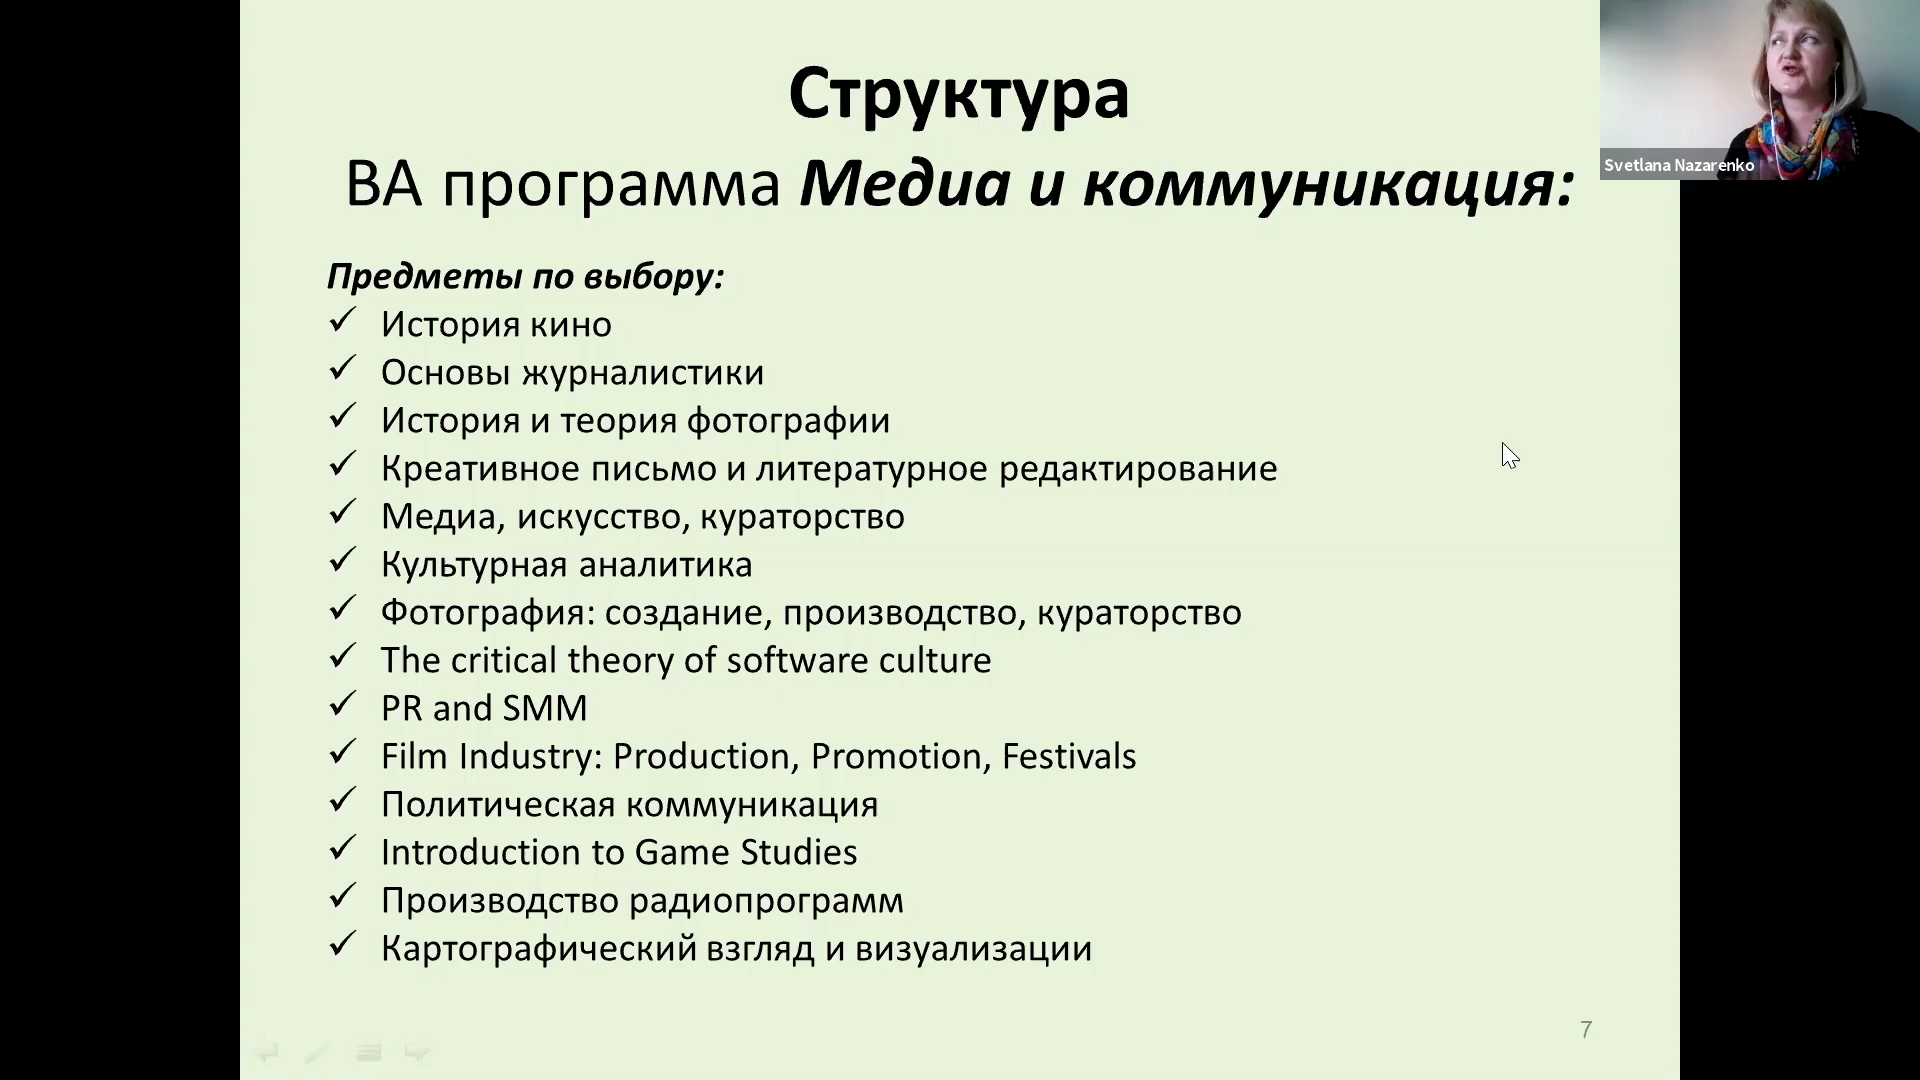 Структура
ВА программа Медиа и коммуникация:
Svetlana Nazarenko
Предметы по выбору:
✓ История кино
✓ Основы журналистики
✓ История и теория фотографии
✓ Креативное письмо и литературное редактирование
✓ Медиа, искусство, кураторство
✓ Культурная аналитика
✓ Фотография: создание, производство, кураторство
✓ The critical theory of software culture
✓ PR and SMM
✓ Film Industry: Production, Promotion, Festivals
✓ Политическая коммуникация
✓ Introduction to Game Studies
✓ Производство радиопрограмм
✓ Картографический взгляд и визуализации
7